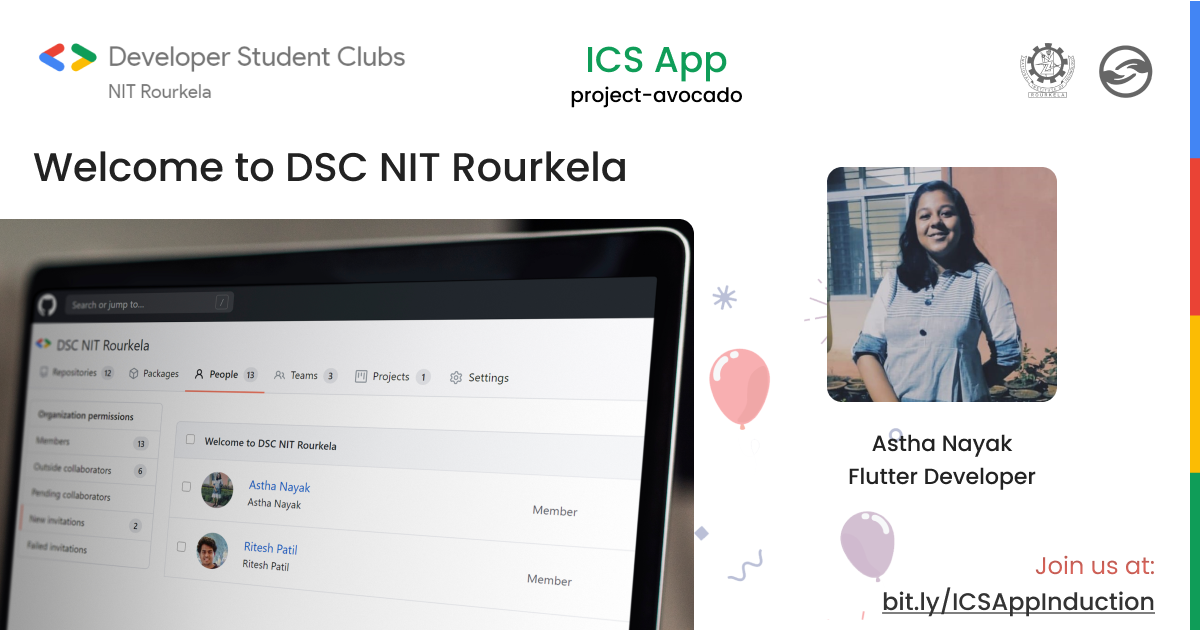 Developer Student Clubs
NIT Rourkela
ICS App
project-avocado
ROURKELA
Welcome to DSC NIT Rourkela
Search or jump to... /
DSC NIT Rourkela
Repositories 12 Packages People 13 Teams 3 Projects 1 Settings
Organization permissions
Members 13
Outside collaborators 6
Pending collaborators
New invitations 2
Failed invitations
Welcome to DSC NIT Rourkela
Astha Nayak
Astha Nayak
Member
Ritesh Patil
Ritesh Patil
Member
Astha Nayak
Flutter Developer
Join us at:
bit.ly/ICSAppInduction